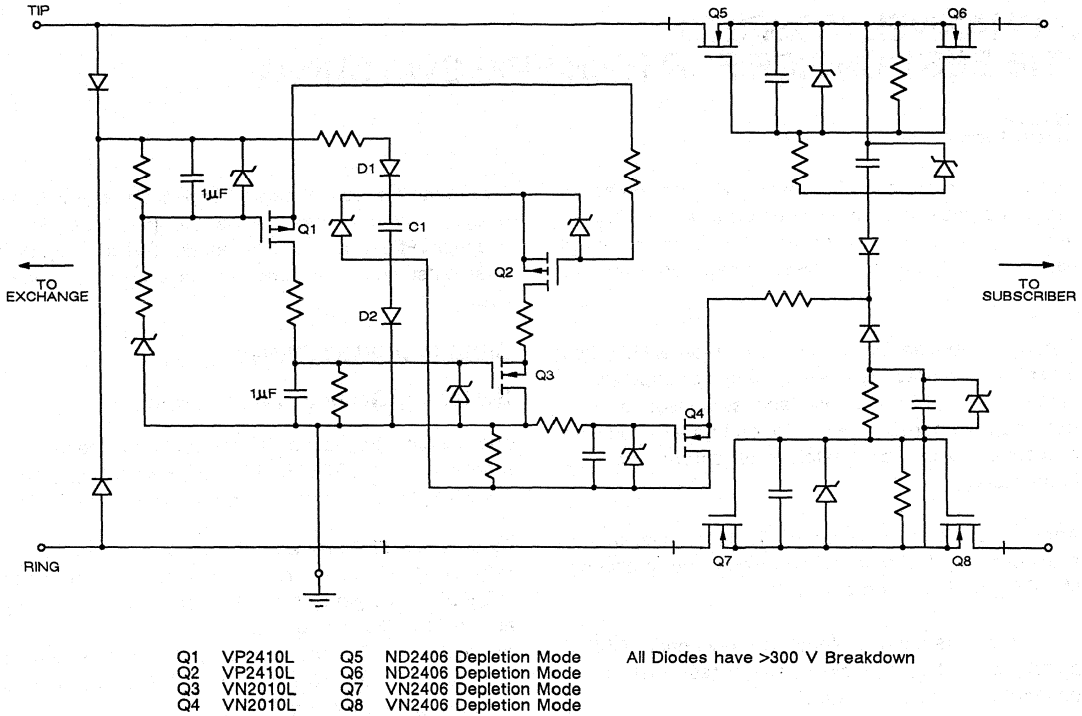 TIP
Q5
Q6
D1
1μF
Q1
C1
Q2
TO
EXCHANGE
TO
SUBSCRIBER
D2
Q3
1μF
Q4
RING
Q7
Q8
Q1 VP2410L Q5 ND2406 Depletion Mode All Diodes have >300 V Breakdown
Q2 VP2410L Q6 ND2406 Depletion Mode
Q3 VN2010L Q7 VN2406 Depletion Mode
Q4 VN2010L Q8 VN2406 Depletion Mode